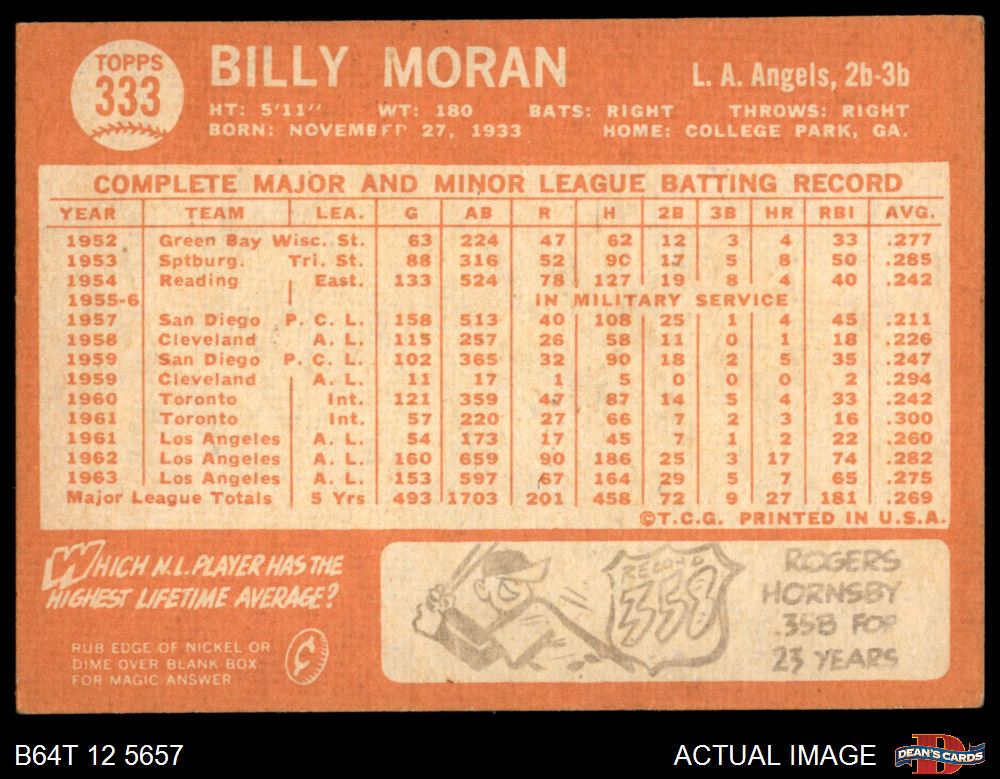 TOPPS
333
BILLY MORAN
L. A. Angels, 2b-3b
HT: 5'11" WT: 180 BATS: RIGHT THROWS: RIGHT
BORN: NOVEMBER 27, 1933 HOME: COLLEGE PARK, GA.
COMPLETE MAJOR AND MINOR LEAGUE BATTING RECORD
YEAR TEAM LEA. G AB R H 2B 3B HR RBI AVG.
1952 Green Bay Wisc. St. 63 224 47 62 12 3 4 33 .277
1953 Sptburg. Tri. St. 88 316 52 90 17 5 8 50 .285
1954 Reading East. 133 524 78 127 19 8 4 40 .242
1955-6 IN MILITARY SERVICE
1957 San Diego P. C. L. 158 513 40 108 25 1 4 45 .211
1958 Cleveland A. L. 115 257 26 58 11 0 1 18 .226
1959 San Diego P. C. L. 102 365 32 90 18 2 5 35 .247
1959 Cleveland A. L. 11 17 1 5 0 0 0 2 .294
1960 Toronto Int. 121 359 47 87 14 5 4 33 .242
1961 Toronto Int. 57 220 27 66 7 2 3 16 .300
1961 Los Angeles A. L. 54 173 17 45 7 1 2 22 .260
1962 Los Angeles A. L. 160 659 90 186 25 3 17 74 .282
1963 Los Angeles A. L. 153 597 67 164 29 5 7 65 .275
Major League Totals 5 Yrs 493 1703 201 458 72 9 27 181 .269
©T.C.G. PRINTED IN U.S.A.
WHICH N.L. PLAYER HAS THE
HIGHEST LIFETIME AVERAGE?
RUB EDGE OF NICKEL OR
DIME OVER BLANK BOX
FOR MAGIC ANSWER
¢
RECORD
358
ROGERS
HORNSBY
.358 FOR
23 YEARS
B64T 12 5657
ACTUAL IMAGE
D
DEAN'S CARDS